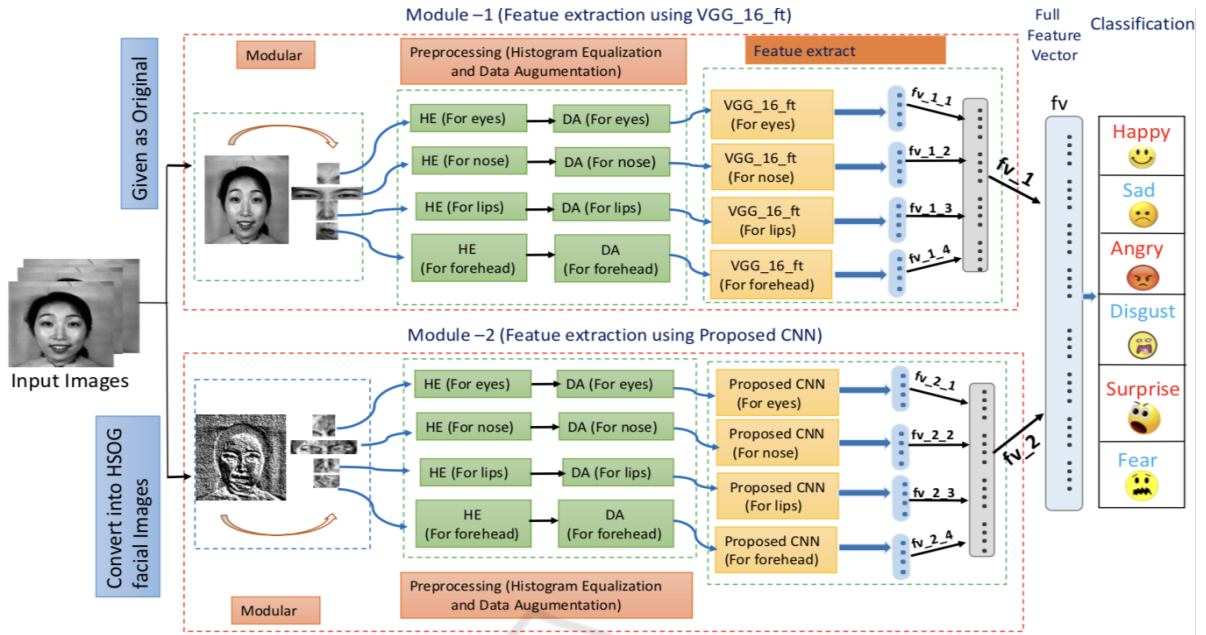 Module –1 (Featue extraction using VGG_16_ft)
Full
Feature
Vector
Classification
Given as Original
Modular
Preprocessing (Histogram Equalization
and Data Augumentation)
Featue extract
HE (For eyes)
DA (For eyes)
VGG_16_ft
(For eyes)
fv_1_1
HE (For nose)
DA (For nose)
VGG_16_ft
(For nose)
fv_1_2
HE (For lips)
DA (For lips)
VGG_16_ft
(For lips)
fv_1_3
HE
(For forehead)
DA
(For forehead)
VGG_16_ft
(For forehead)
fv_1_4
fv_1
fv
Happy
Sad
Angry
Disgust
Surprise
Fear
Input Images
Module –2 (Featue extraction using Proposed CNN)
Convert into HSOG
facial Images
HE (For eyes)
DA (For eyes)
Proposed CNN
(For eyes)
fv_2_1
HE (For nose)
DA (For nose)
Proposed CNN
(For nose)
fv_2_2
HE (For lips)
DA (For lips)
Proposed CNN
(For lips)
fv_2_3
HE
(For forehead)
DA
(For forehead)
Proposed CNN
(For forehead)
fv_2_4
fv_2
Modular
Preprocessing (Histogram Equalization
and Data Augumentation)